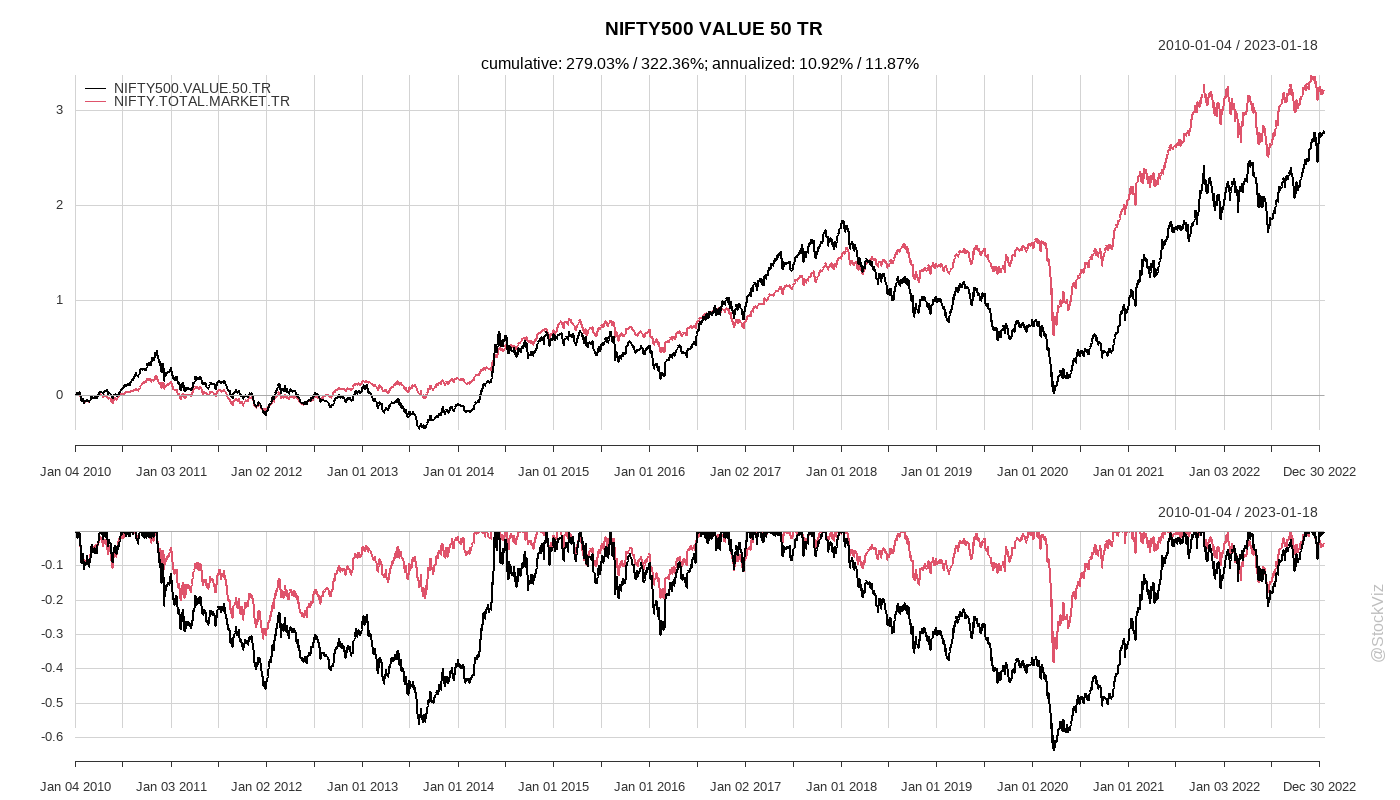 NIFTY500 VALUE 50 TR
2010-01-04 / 2023-01-18
cumulative: 279.03% / 322.36%; annualized: 10.92% / 11.87%
NIFTY500.VALUE.50.TR
NIFTY.TOTAL.MARKET.TR
3
2
1
0
Jan 04 2010 Jan 03 2011 Jan 02 2012 Jan 01 2013 Jan 01 2014 Jan 01 2015 Jan 01 2016 Jan 02 2017 Jan 01 2018 Jan 01 2019 Jan 01 2020 Jan 01 2021 Jan 03 2022 Dec 30 2022
2010-01-04 / 2023-01-18
-0.1
-0.2
-0.3
-0.4
-0.5
-0.6
Jan 04 2010 Jan 03 2011 Jan 02 2012 Jan 01 2013 Jan 01 2014 Jan 01 2015 Jan 01 2016 Jan 02 2017 Jan 01 2018 Jan 01 2019 Jan 01 2020 Jan 01 2021 Jan 03 2022 Dec 30 2022
@StockViz